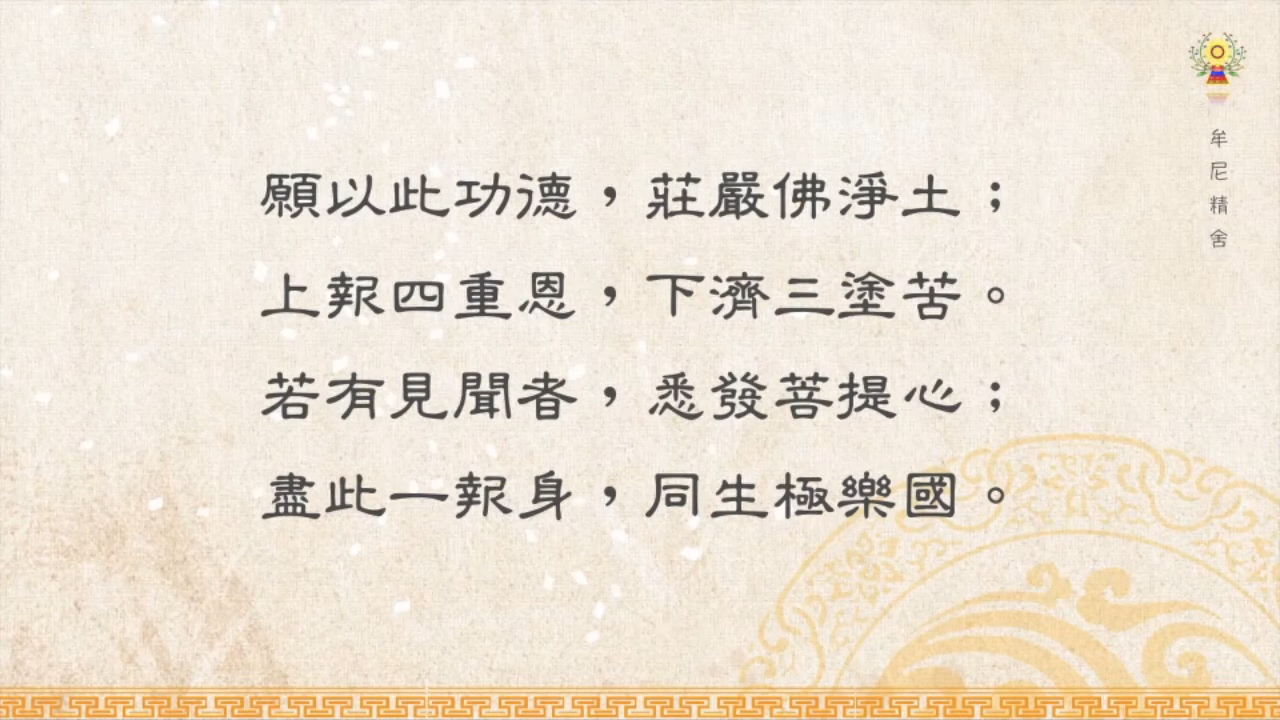 願以此功德，莊嚴佛淨土；
上報四重恩，下濟三塗苦。
若有見聞者，悉發菩提心；
盡此一報身，同生極樂國。
牟尼精舍